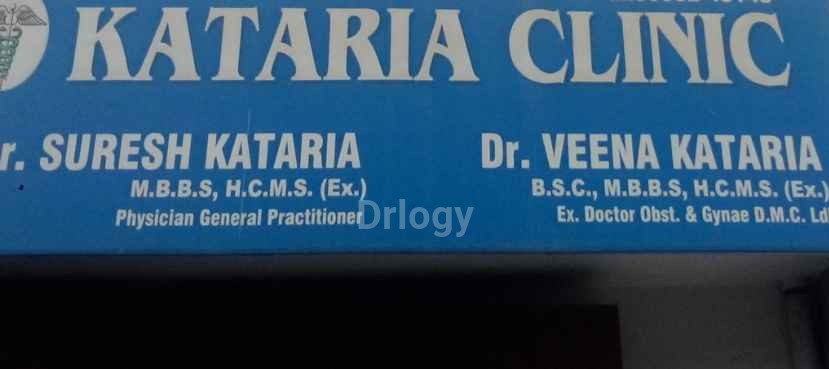 KATARIA CLINIC
r. SURESH KATARIA
M.B.B.S, H.C.M.S. (Ex.)
Physician General Practitioner
Dr. VEENA KATARIA
B.S.C., M.B.B.S, H.C.M.S. (Ex.)
Ex. Doctor Obst. & Gynae D.M.C. Ld
Drlogy